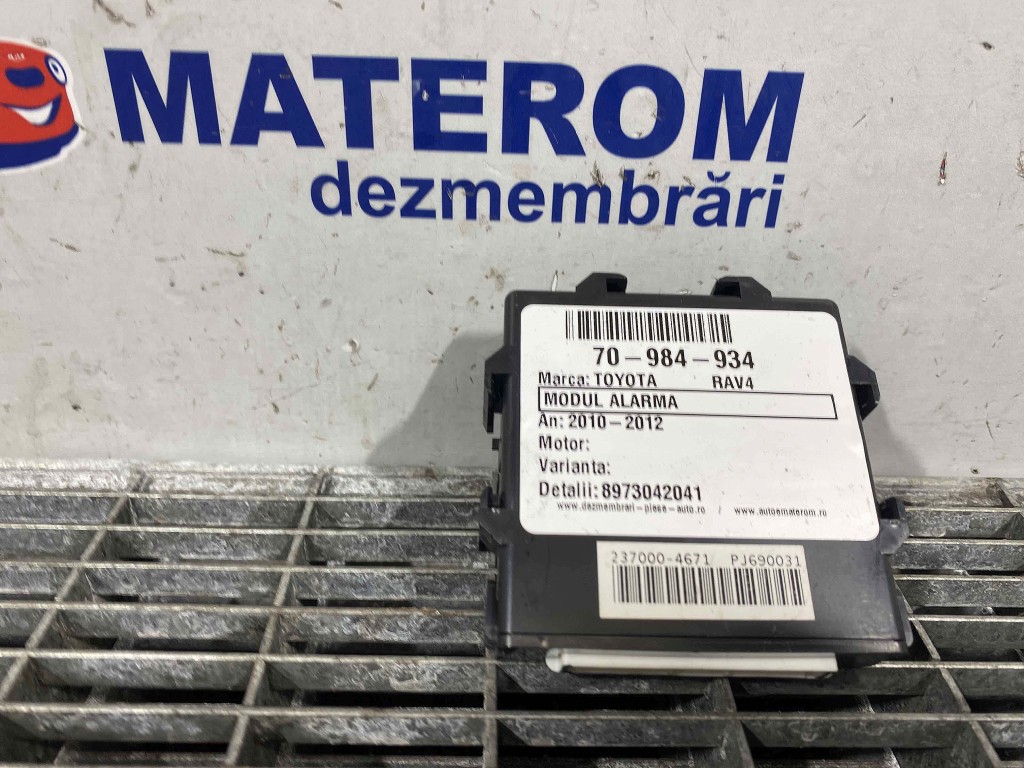 MATEROM
dezmembrări
70-984-934
Marca: TOYOTA RAV4
MODUL ALARMA
An: 2010-2012
Motor:
Varianta:
Detalii: 8973042041
www.dezmembrari-piese-auto.ro / www.autoematerom.ro
237000-4671 PJ690031